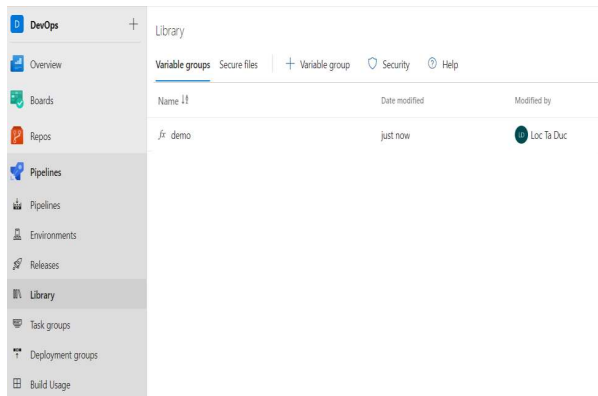 D DevOps +
Overview
Boards
Repos
Pipelines
Pipelines
Environments
Releases
Library
Task groups
Deployment groups
Build Usage
Library
Variable groups Secure files + Variable group Security ? Help
Name Date modified Modified by
fx demo just now LD Loc Ta Duc